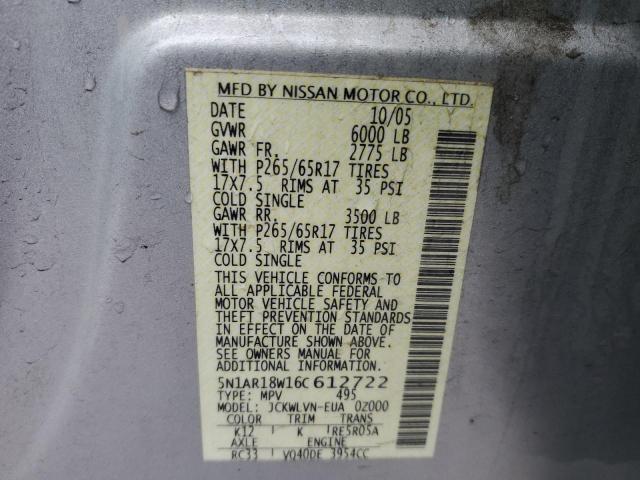 MFD BY NISSAN MOTOR CO., LTD.
DATE 10/05
GVWR 6000 LB
GAWR FR. 2775 LB
WITH P265/65R17 TIRES
17X7.5 RIMS AT 35 PSI
COLD SINGLE
GAWR RR. 3500 LB
WITH P265/65R17 TIRES
17X7.5 RIMS AT 35 PSI
COLD SINGLE
THIS VEHICLE CONFORMS TO
ALL APPLICABLE FEDERAL
MOTOR VEHICLE SAFETY AND
THEFT PREVENTION STANDARDS
IN EFFECT ON THE DATE OF
MANUFACTURE SHOWN ABOVE.
SEE OWNERS MANUAL FOR
ADDITIONAL INFORMATION.
5N1AR18W16C612722
TYPE: MPV 495
MODEL: JCKWLVN-EUA 0Z000
COLOR TRIM TRANS
K12 K RE5R05A
AXLE ENGINE
RC33 VQ40DE 3954CC